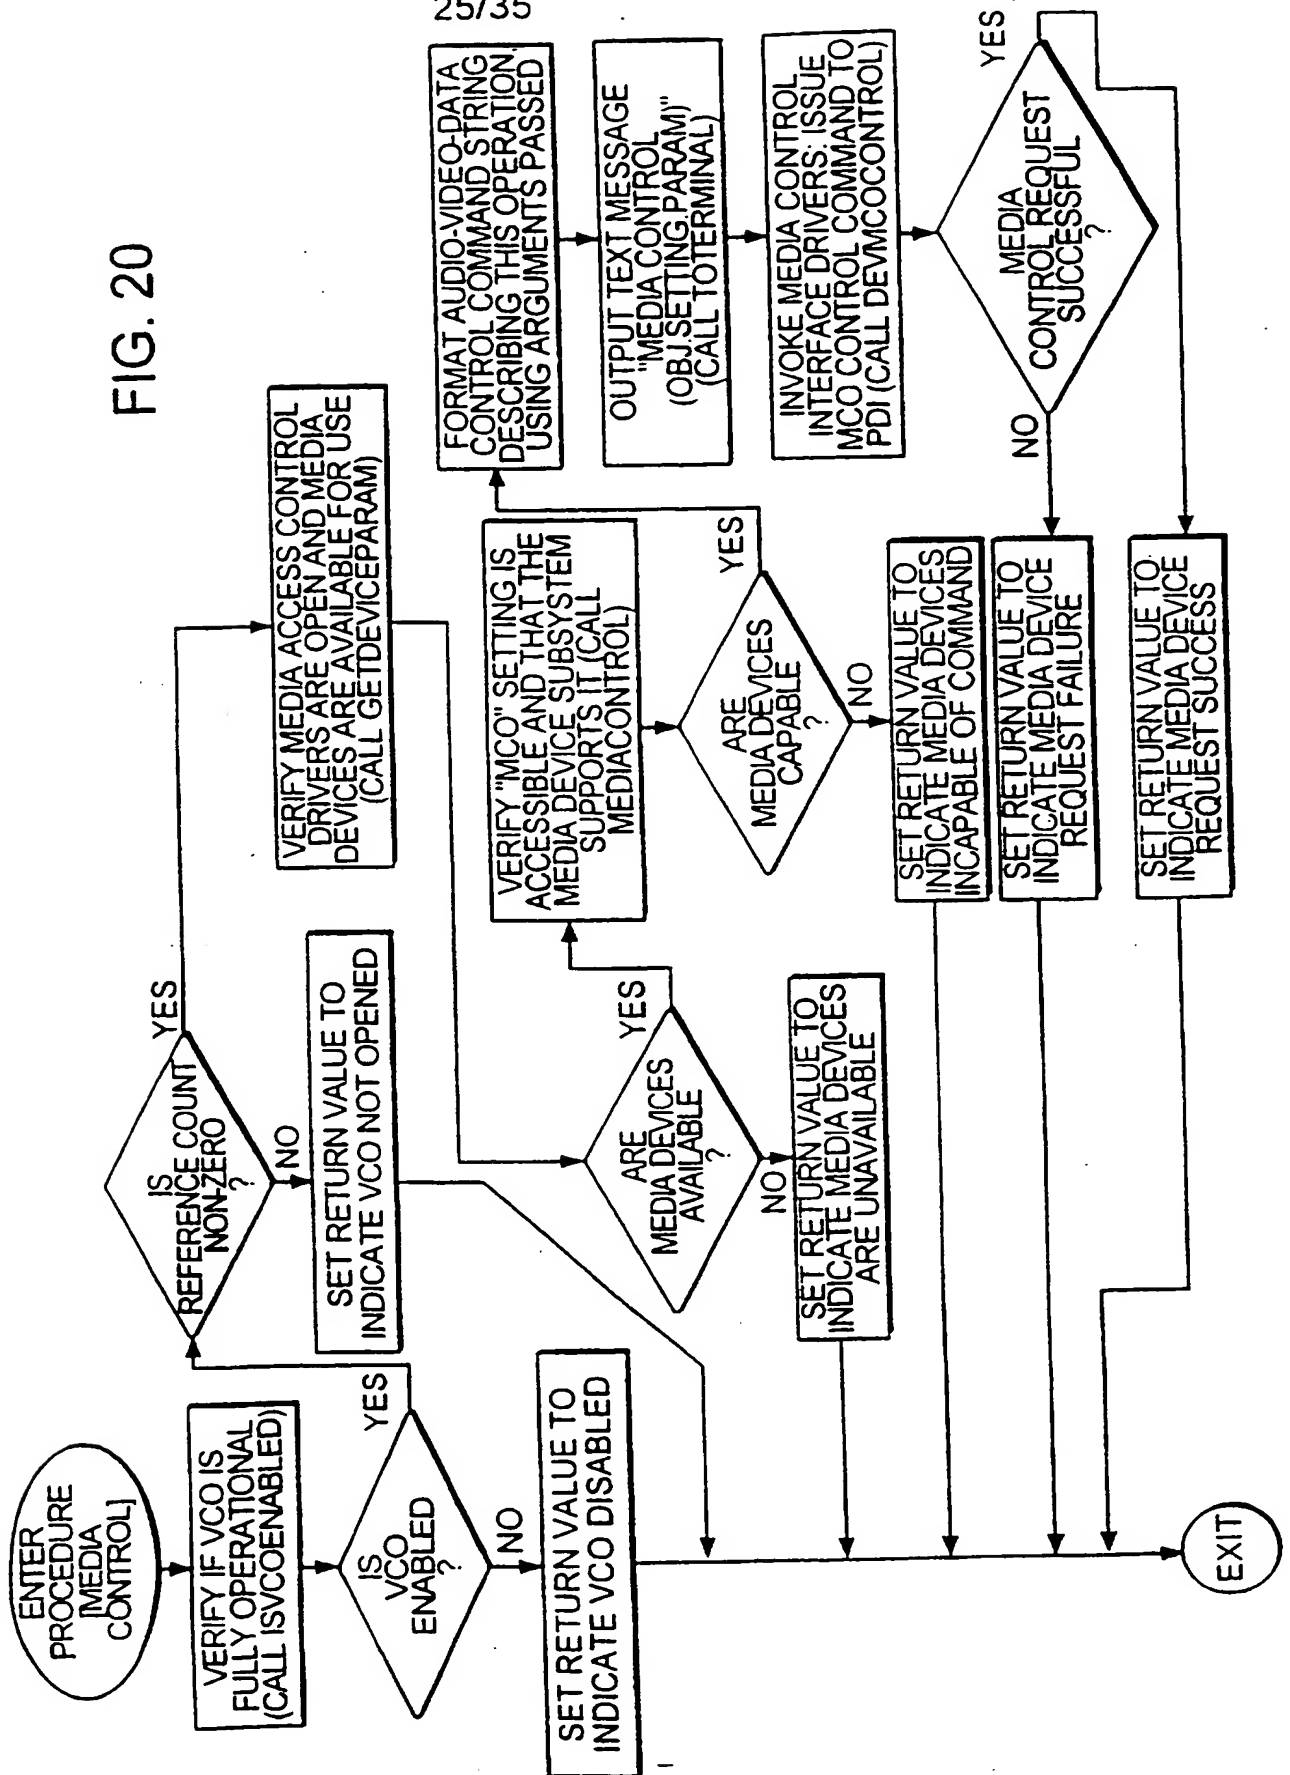 25/35
FIG. 20
ENTER
PROCEDURE
[MEDIA
CONTROL]
VERIFY IF VCO IS
FULLY OPERATIONAL
(CALL ISVCOENABLED)
IS
VCO
ENABLED
?
YES
NO
SET RETURN VALUE TO
INDICATE VCO DISABLED
IS
REFERENCE COUNT
NON-ZERO
?
YES
NO
SET RETURN VALUE TO
INDICATE VCO NOT OPENED
VERIFY MEDIA ACCESS CONTROL
DRIVERS ARE OPEN AND MEDIA
DEVICES ARE AVAILABLE FOR USE
(CALL GETDEVICEPARAM)
ARE
MEDIA DEVICES
AVAILABLE
?
YES
NO
SET RETURN VALUE TO
INDICATE MEDIA DEVICES
ARE UNAVAILABLE
VERIFY "MCO" SETTING IS
ACCESSIBLE AND THAT THE
MEDIA DEVICE SUBSYSTEM
SUPPORTS IT (CALL
MEDIACONTROL)
ARE
MEDIA DEVICES
CAPABLE
?
YES
NO
SET RETURN VALUE TO
INDICATE MEDIA DEVICES
INCAPABLE OF COMMAND
FORMAT AUDIO-VIDEO-DATA
CONTROL COMMAND STRING
DESCRIBING THIS OPERATION,
USING ARGUMENTS PASSED
OUTPUT TEXT MESSAGE
"MEDIA CONTROL
(OBJ.SETTING.PARAM)"
(CALL TOTERMINAL)
INVOKE MEDIA CONTROL
INTERFACE DRIVERS: ISSUE
MCO CONTROL COMMAND TO
PDI (CALL DEVMCOCONTROL)
MEDIA
CONTROL REQUEST
SUCCESSFUL
?
YES
NO
SET RETURN VALUE TO
INDICATE MEDIA DEVICE
REQUEST FAILURE
SET RETURN VALUE TO
INDICATE MEDIA DEVICE
REQUEST SUCCESS
EXIT